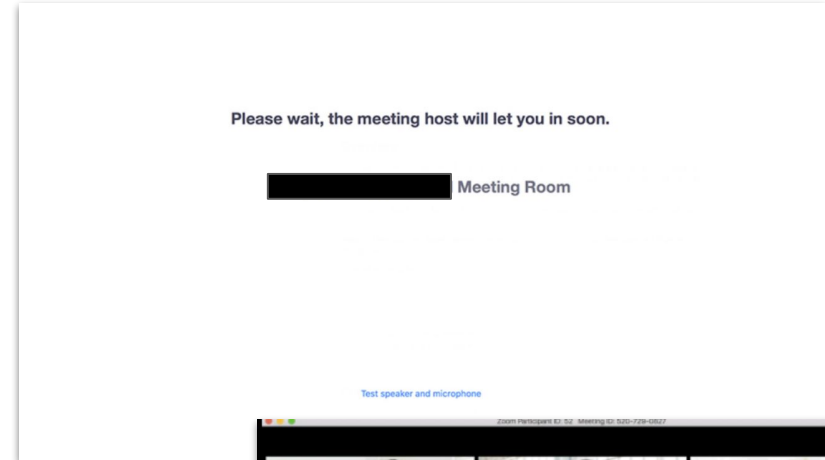 Please wait, the meeting host will let you in soon.
Meeting Room
Test speaker and microphone
Zoom Participant ID: 52 Meeting ID: 520-729-0827